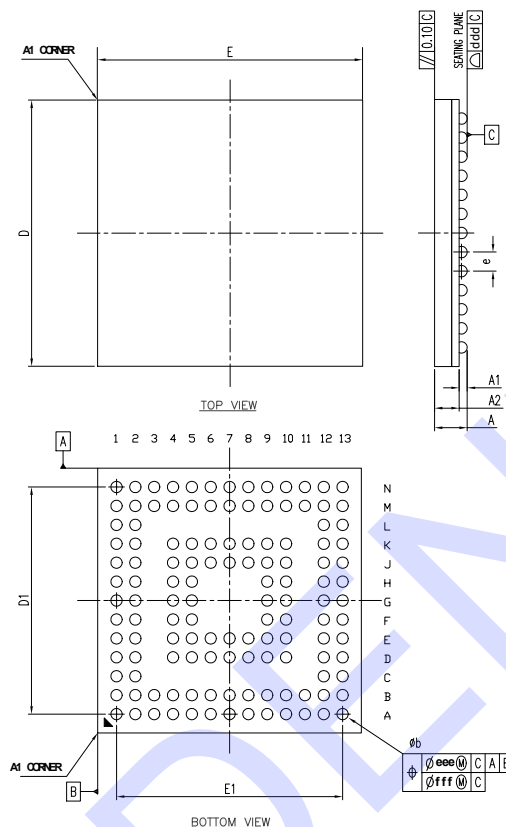 A1 CORNER
E
// 0.10 C
SEATING PLANE
ddd C
C
D
e
A1
A2
A
TOP VIEW
A
1 2 3 4 5 6 7 8 9 10 11 12 13
N
M
L
K
J
H
G
F
E
D
C
B
A
D1
A1 CORNER
B
E1
øb
⌖ Ø eee Ⓜ C A B
Ø fff Ⓜ C
BOTTOM VIEW